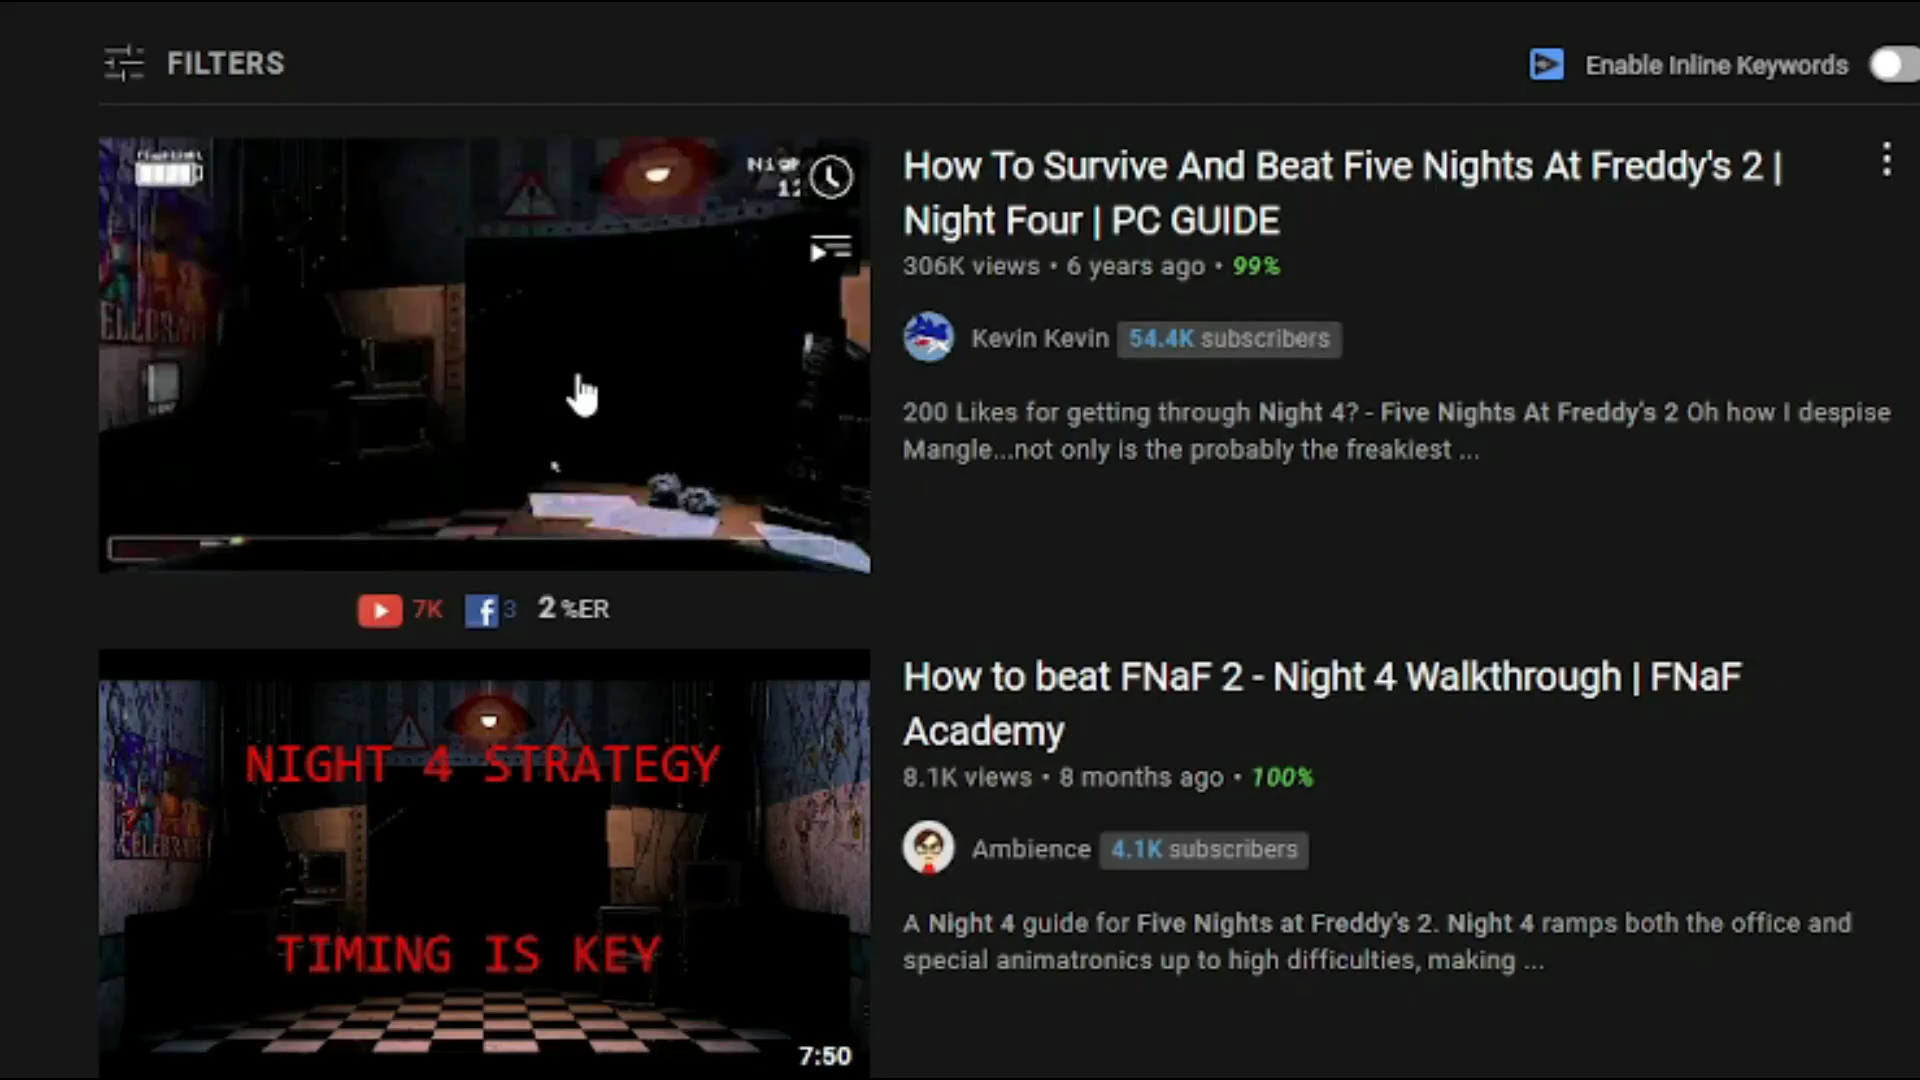 FILTERS
Enable Inline Keywords
How To Survive And Beat Five Nights At Freddy's 2 |
Night Four | PC GUIDE
306K views • 6 years ago • 99%
Kevin Kevin 54.4K subscribers
200 Likes for getting through Night 4? - Five Nights At Freddy's 2 Oh how I despise
Mangle...not only is the probably the freakiest ...
7K 3 2 %ER
NIGHT 4 STRATEGY
TIMING IS KEY
7:50
How to beat FNaF 2 - Night 4 Walkthrough | FNaF
Academy
8.1K views • 8 months ago • 100%
Ambience 4.1K subscribers
A Night 4 guide for Five Nights at Freddy's 2. Night 4 ramps both the office and
special animatronics up to high difficulties, making ...